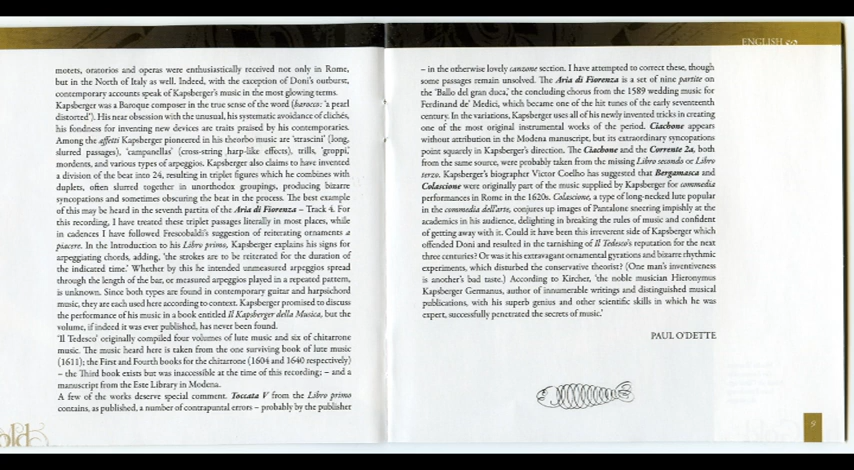 ENGLISH
motets, oratorios and operas were enthusiastically received not only in Rome,
but in the North of Italy as well. Indeed, with the exception of Doni's outburst,
contemporary accounts speak of Kapsberger's music in the most glowing terms.
Kapsberger was a Baroque composer in the true sense of the word (barocco: 'a pearl
distorted'). His near obsession with the unusual, his systematic avoidance of clichés,
his fondness for inventing new devices are traits praised by his contemporaries.
Among the affetti Kapsberger pioneered in his theorbo music are 'strascini' (long,
slurred passages), 'campanellas' (cross-string harp-like effects), trills, 'groppi,'
mordents, and various types of arpeggios. Kapsberger also claims to have invented
a division of the beat into 24, resulting in triplet figures which he combines with
duplets, often slurred together in unorthodox groupings, producing bizarre
syncopations and sometimes obscuring the beat in the process. The best example
of this may be heard in the seventh partita of the Aria di Fiorenza – Track 4. For
this recording, I have treated these triplet passages literally in most places, while
in cadences I have followed Frescobaldi's suggestion of reiterating ornaments a
piacere. In the Introduction to his Libro primo, Kapsberger explains his signs for
arpeggiating chords, adding, 'the strokes are to be reiterated for the duration of
the indicated time.' Whether by this he intended unmeasured arpeggios spread
through the length of the bar, or measured arpeggios played in a repeated pattern,
is unknown. Since both types are found in contemporary guitar and harpsichord
music, they are each used here according to context. Kapsberger promised to discuss
the performance of his music in a book entitled Il Kapsberger della Musica, but the
volume, if indeed it was ever published, has never been found.
'Il Tedesco' originally compiled four volumes of lute music and six of chitarrone
music. The music heard here is taken from the one surviving book of lute music
(1611); the First and Fourth books for the chitarrone (1604 and 1640 respectively)
– the Third book exists but was inaccessible at the time of this recording; – and a
manuscript from the Este Library in Modena.
A few of the works deserve special comment. Toccata V from the Libro primo
contains, as published, a number of contrapuntal errors – probably by the publisher
– in the otherwise lovely canzone section. I have attempted to correct these, though
some passages remain unsolved. The Aria di Fiorenza is a set of nine partite on
the 'Ballo del gran duca,' the concluding chorus from the 1589 wedding music for
Ferdinand de' Medici, which became one of the hit tunes of the early seventeenth
century. In the variations, Kapsberger uses all of his newly invented tricks in creating
one of the most original instrumental works of the period. Ciachone appears
without attribution in the Modena manuscript, but its extraordinary syncopations
point squarely in Kapsberger's direction. The Ciachone and the Corrente 2a, both
from the same source, were probably taken from the missing Libro secondo or Libro
terzo. Kapsberger's biographer Victor Coelho has suggested that Bergamasca and
Colascione were originally part of the music supplied by Kapsberger for commedia
performances in Rome in the 1620s. Colascione, a type of long-necked lute popular
in the commedia dell'arte, conjures up images of Pantalone sneering impishly at the
academics in his audience, delighting in breaking the rules of music and confident
of getting away with it. Could it have been this irreverent side of Kapsberger which
offended Doni and resulted in the tarnishing of Il Tedesco's reputation for the next
three centuries? Or was it his extravagant ornamental gyrations and bizarre rhythmic
experiments, which disturbed the conservative theorist? (One man's inventiveness
is another's bad taste.) According to Kircher, 'the noble musician Hieronymus
Kapsberger Germanus, author of innumerable writings and distinguished musical
publications, with his superb genius and other scientific skills in which he was
expert, successfully penetrated the secrets of music.'
PAUL O'DETTE
9